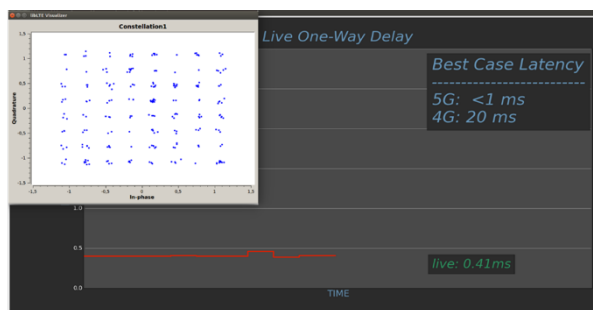 BLTE Visualizer
Constellation1
Quadrature
1.5
1
0.5
0
-0.5
-1
-1.5
-1.5
-1
-0.5
0
0.5
1
1.5
In-phase
Live One-Way Delay
Best Case Latency
5G: <1 ms
4G: 20 ms
1.0
0.5
0.0
live: 0.41ms
TIME